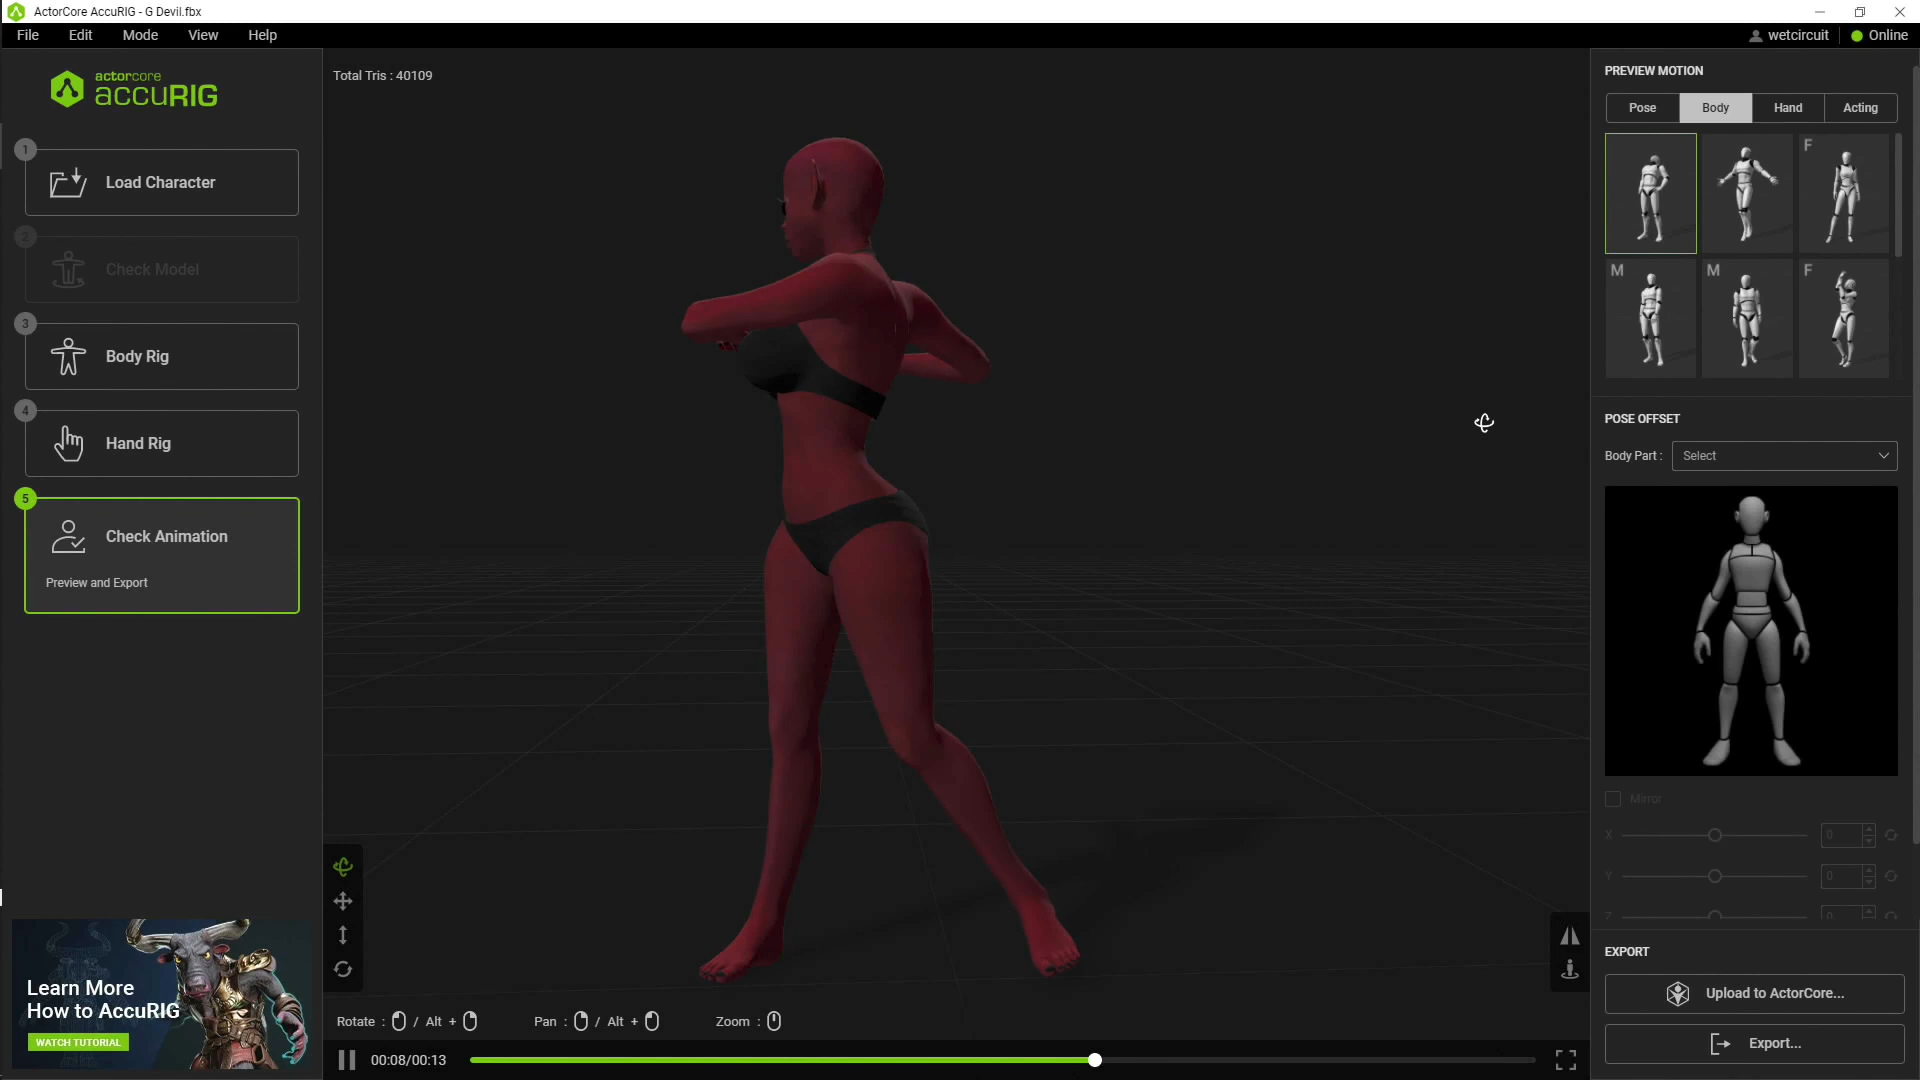 ActorCore AccuRIG - G Devil.fbx
File Edit Mode View Help
wetcircuit Online
actorcore
accuRIG
1
Load Character
2
Check Model
3
Body Rig
4
Hand Rig
5
Check Animation
Preview and Export
Learn More
How to AccuRIG
WATCH TUTORIAL
Total Tris : 40109
Rotate : / Alt + Pan : / Alt + Zoom :
00:08/00:13
PREVIEW MOTION
Pose Body Hand Acting
F
M M F
POSE OFFSET
Body Part : Select
Mirror
X 0
Y 0
Z 0
EXPORT
Upload to ActorCore...
Export...